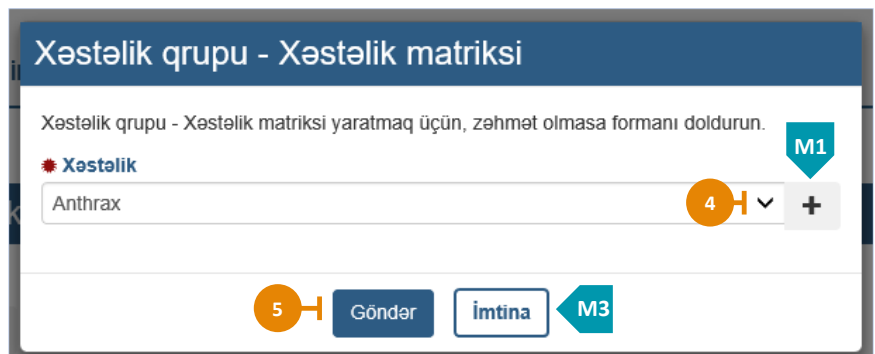 Xəstəlik qrupu - Xəstəlik matriksi
Xəstəlik qrupu - Xəstəlik matriksi yaratmaq üçün, zəhmət olmasa formanı doldurun.
M1
✹ Xəstəlik
Anthrax
4
+
5
Göndər
İmtina
M3